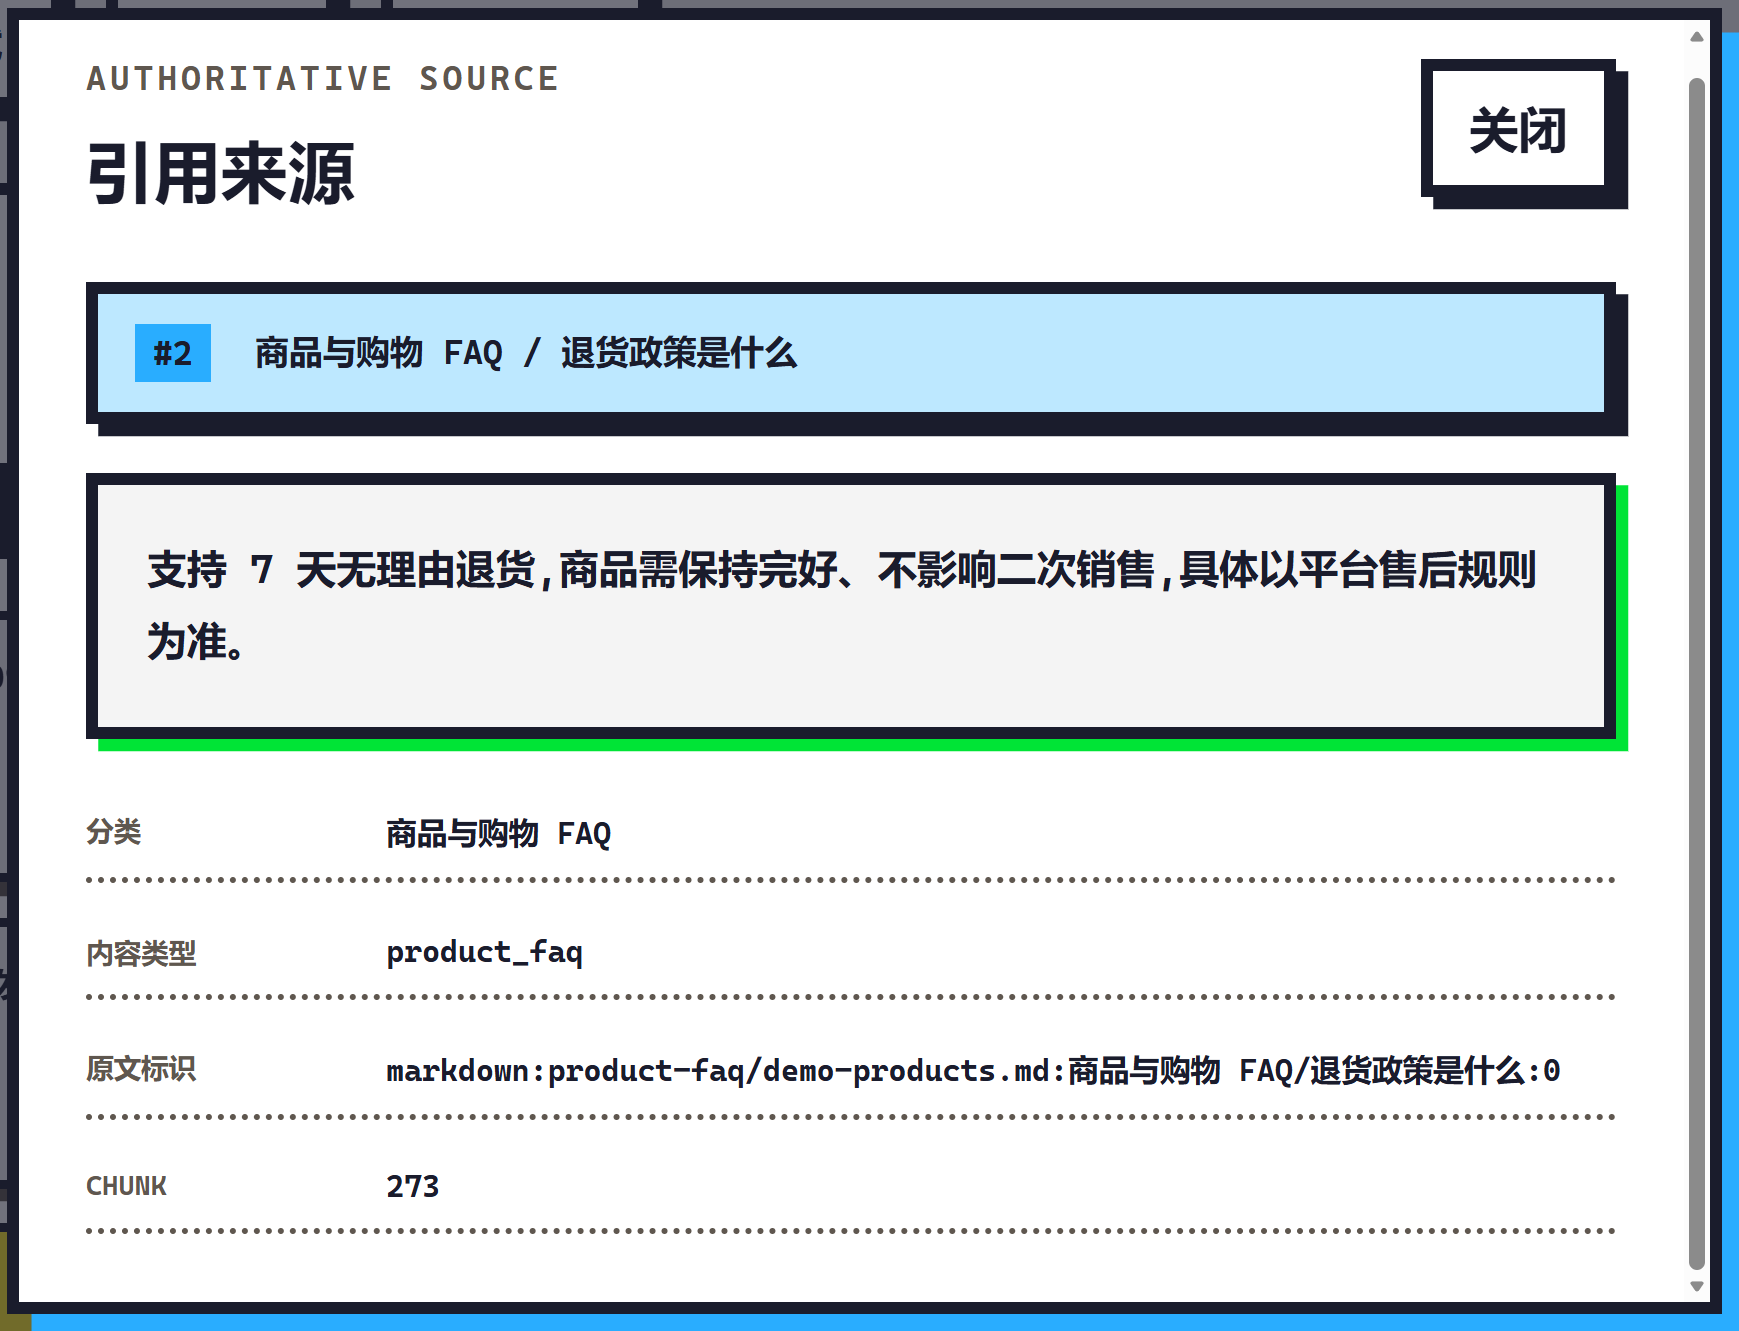 AUTHORITATIVE SOURCE
引用来源
关闭
#2 商品与购物 FAQ / 退货政策是什么
支持 7 天无理由退货,商品需保持完好、不影响二次销售,具体以平台售后规则
为准。
分类 商品与购物 FAQ
内容类型 product_faq
原文标识 markdown:product-faq/demo-products.md:商品与购物 FAQ/退货政策是什么:0
CHUNK 273